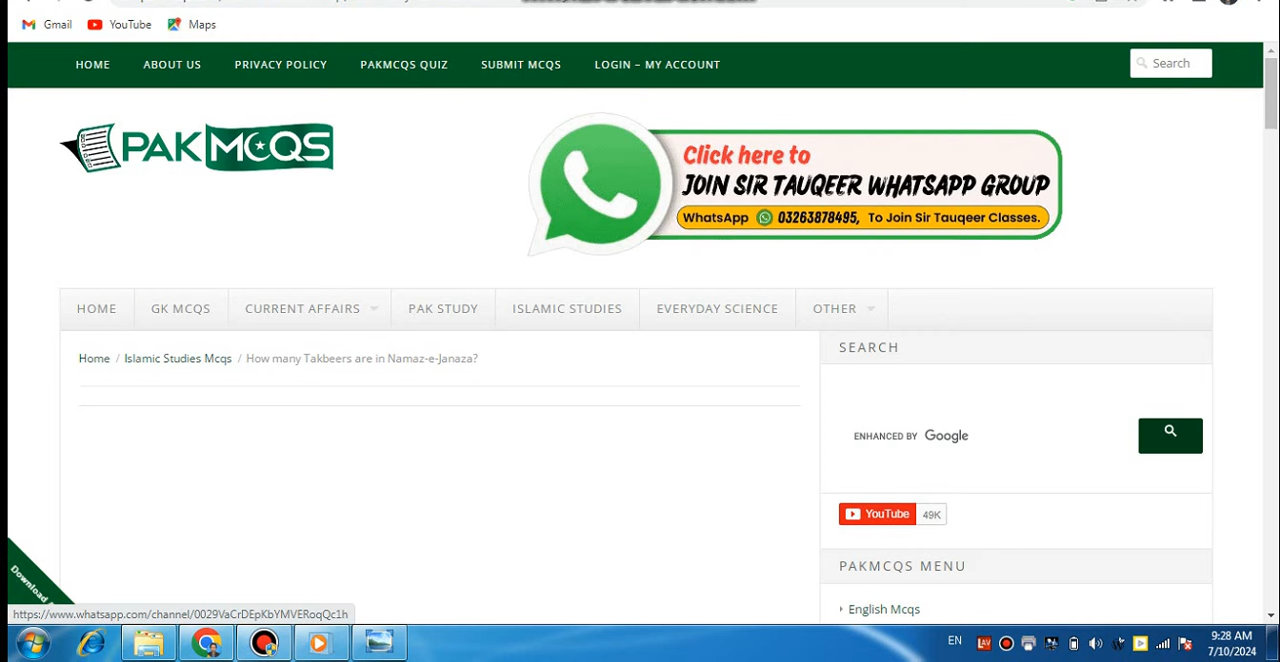 Gmail YouTube Maps
HOME ABOUT US PRIVACY POLICY PAKMCQS QUIZ SUBMIT MCQS LOGIN – MY ACCOUNT Search
PAKMCQS
Click here to
JOIN SIR TAUQEER WHATSAPP GROUP
WhatsApp 03263878495, To Join Sir Tauqeer Classes.
HOME GK MCQS CURRENT AFFAIRS PAK STUDY ISLAMIC STUDIES EVERYDAY SCIENCE OTHER
Home / Islamic Studies Mcqs / How many Takbeers are in Namaz-e-Janaza?
SEARCH
ENHANCED BY Google
YouTube 49K
PAKMCQS MENU
English Mcqs
Download
https://www.whatsapp.com/channel/0029VaCrDEpKbYMVERoqQc1h
EN
9:28 AM
7/10/2024